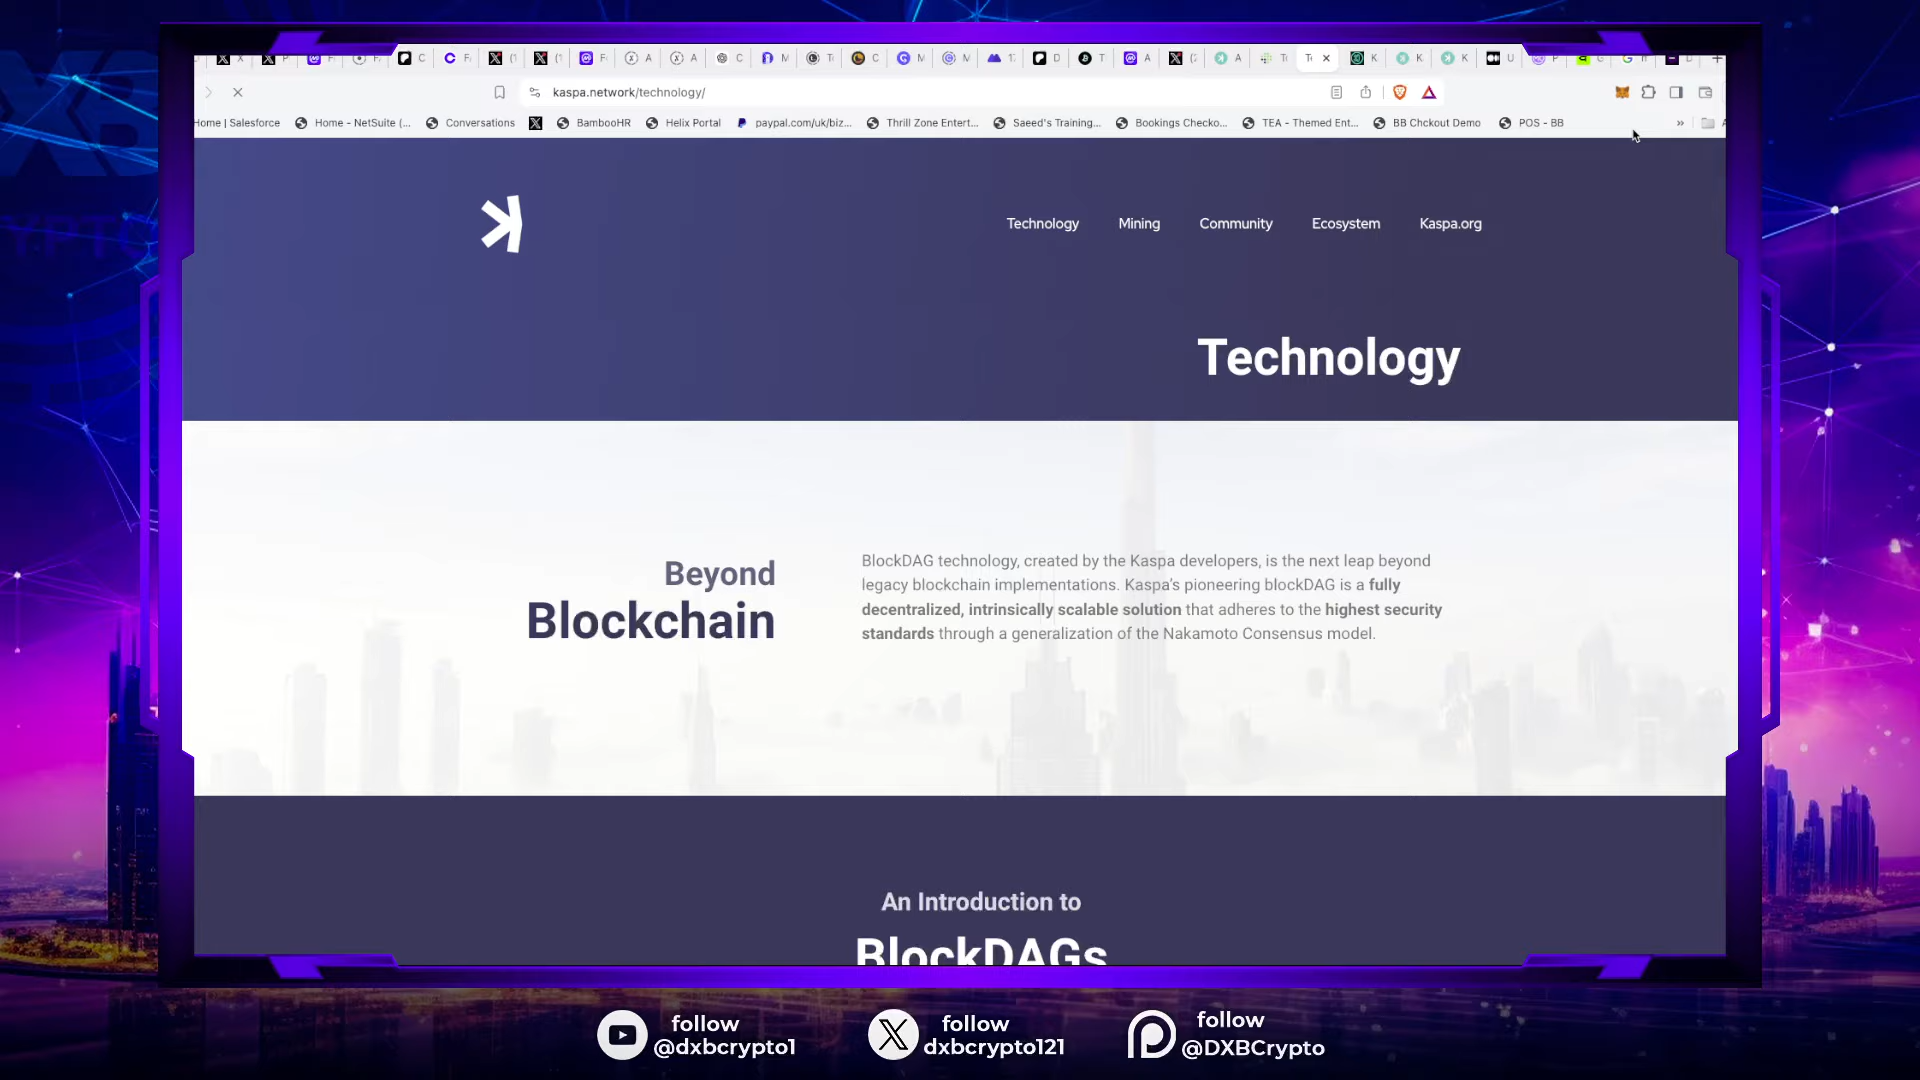 kaspa.network/technology/
Home | Salesforce
Home - NetSuite (...
Conversations
BambooHR
Helix Portal
paypal.com/uk/biz...
Thrill Zone Entert...
Saeed's Training...
Bookings Checko...
TEA - Themed Ent...
BB Chckout Demo
POS - BB
Technology
Mining
Community
Ecosystem
Kaspa.org
Technology
Beyond
Blockchain
BlockDAG technology, created by the Kaspa developers, is the next leap beyond
legacy blockchain implementations. Kaspa's pioneering blockDAG is a fully
decentralized, intrinsically scalable solution that adheres to the highest security
standards through a generalization of the Nakamoto Consensus model.
An Introduction to
BlockDAGs
follow
@dxbcrypto1
follow
dxbcrypto121
follow
@DXBCrypto